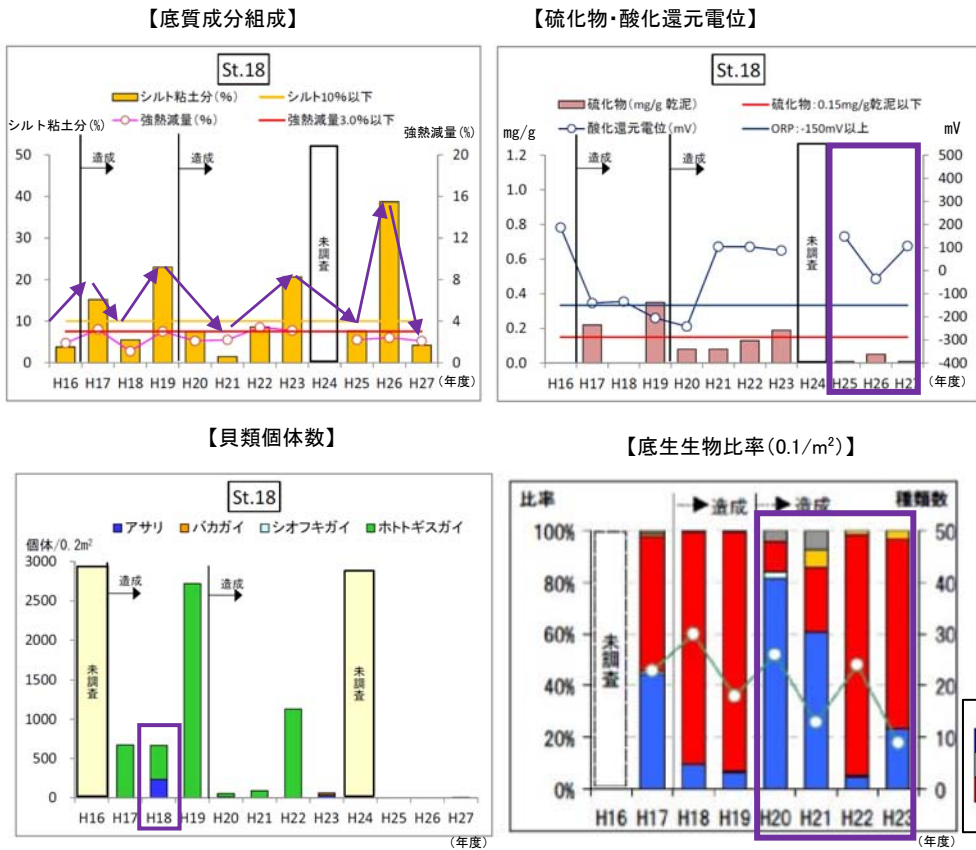 【底質成分組成】
St.18
シルト粘土分(%)
シルト10%以下
強熱減量(%)
強熱減量3.0%以下
シルト粘土分(%)
強熱減量(%)
50
40
30
20
10
0
20
16
12
8
4
0
造成
造成
未調査
H16 H17 H18 H19 H20 H21 H22 H23 H24 H25 H26 H27
(年度)
【硫化物・酸化還元電位】
St.18
硫化物(mg/g 乾泥)
硫化物:0.15mg/g乾泥以下
酸化還元電位(mV)
ORP:-150mV以上
mg/g
mV
1.2
1.0
0.8
0.6
0.4
0.2
0.0
500
400
300
200
100
0
-100
-200
-300
-400
造成
造成
未調査
H16 H17 H18 H19 H20 H21 H22 H23 H24 H25 H26 H27
(年度)
【貝類個体数】
St.18
アサリ バカガイ シオフキガイ ホトトギスガイ
個体/0.2m²
3000
2500
2000
1500
1000
500
0
未調査
造成
造成
未調査
H16 H17 H18 H19 H20 H21 H22 H23 H24 H25 H26 H27
(年度)
【底生生物比率(0.1/m²)】
比率
種類数
造成
造成
100%
80%
60%
40%
20%
0%
50
40
30
20
10
0
未調査
H16 H17 H18 H19 H20 H21 H22 H23
(年度)